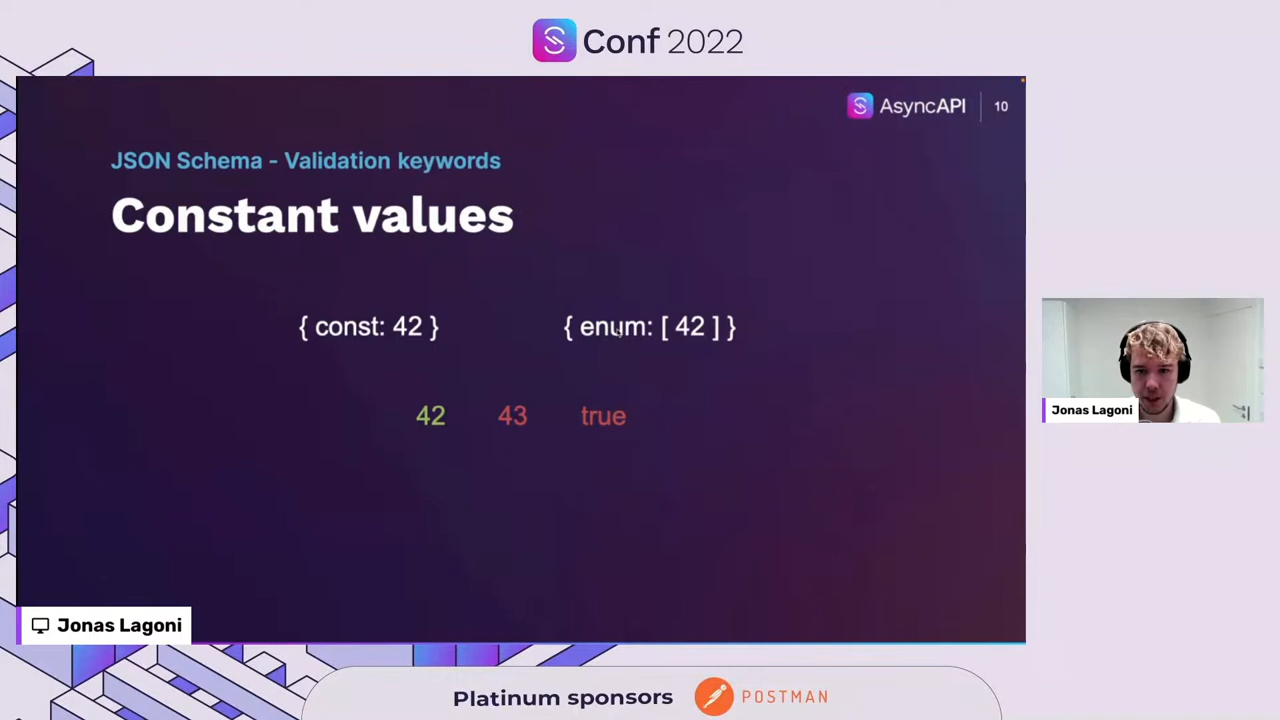 Conf 2022
AsyncAPI 10
JSON Schema - Validation keywords
Constant values
{ const: 42 } { enum: [ 42 ] }
42 43 true
Jonas Lagoni
Jonas Lagoni
Platinum sponsors POSTMAN